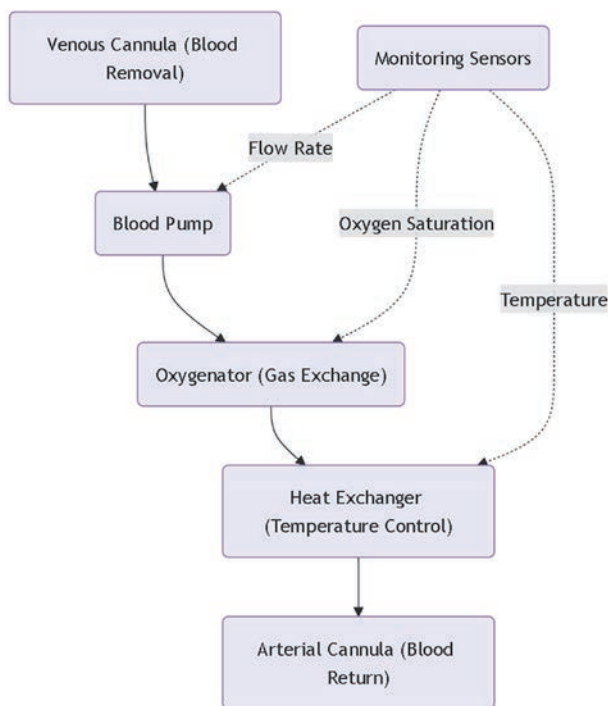 Venous Cannula (Blood
Removal)
Monitoring Sensors
Flow Rate
Blood Pump
Oxygen Saturation
Temperature
Oxygenator (Gas Exchange)
Heat Exchanger
(Temperature Control)
Arterial Cannula (Blood
Return)